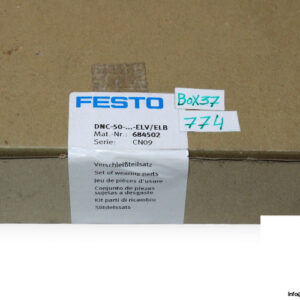 FESTO
DNC-50-...-ELV/ELB
Mat.-Nr.: 684502
Serie: CN09
Verschleißteilsatz
Set of wearing parts
Jeu de pièces d'usure
Conjunto de piezas
sujetas a desgaste
Kit parti di ricambio
Slitdelssats
BOX37
774